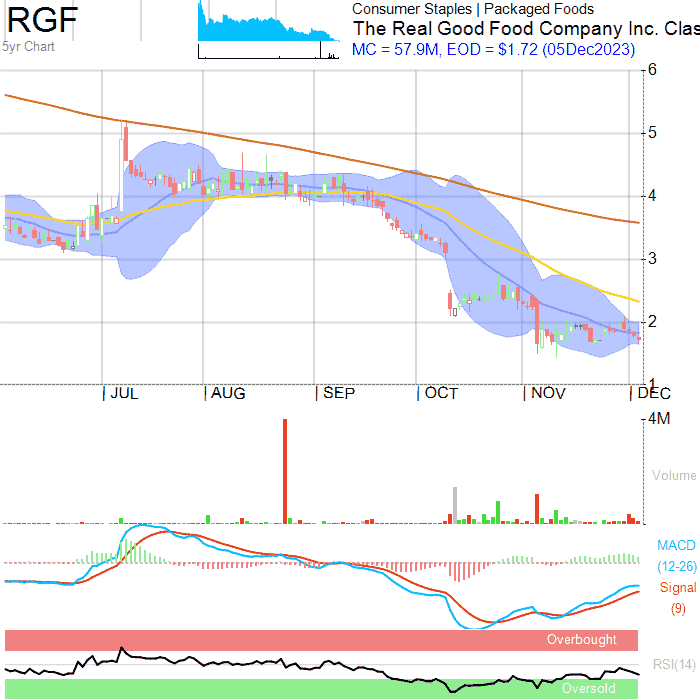 RGF
5yr Chart
Consumer Staples | Packaged Foods
The Real Good Food Company Inc. Clas
MC = 57.9M, EOD = $1.72 (05Dec2023)
6
5
4
3
2
1
JUL AUG SEP OCT NOV DEC
4M
Volume
MACD
(12-26)
Signal
(9)
Overbought
RSI(14)
Oversold